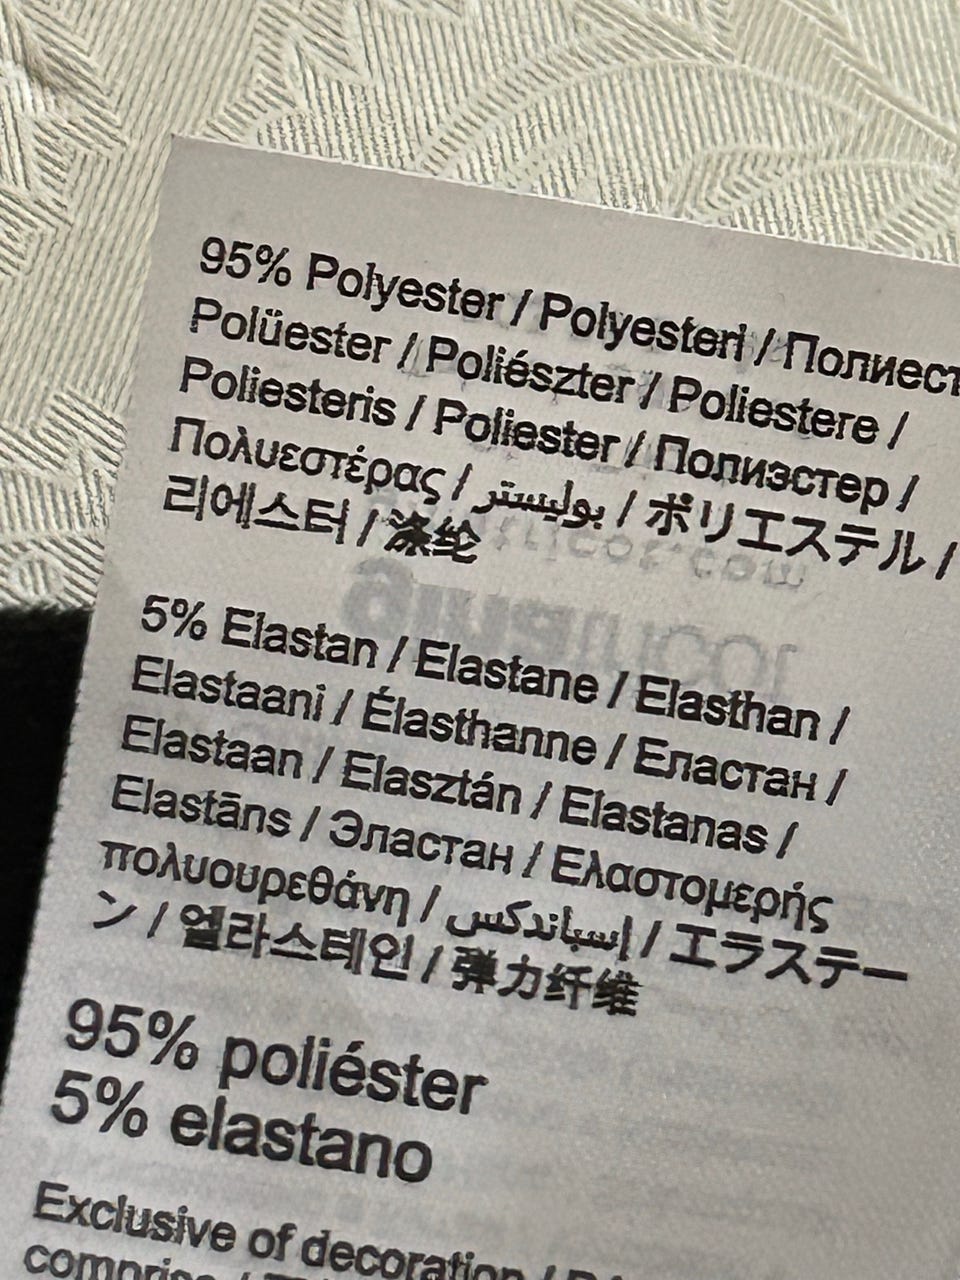 95% Polyester / Polyesteri / Полиест
Polüester / Poliészter / Poliestere /
Poliesteris / Poliester / Полиэстер /
Πολυεστέρας / بوليستر / ポリエステル /
리에스터 / 涤纶
5% Elastan / Elastane / Elasthan /
Elastaani / Élasthanne / Еластан /
Elastaan / Elasztán / Elastanas /
Elastāns / Эластан / Ελαστομερής
πολυουρεθάνη / إسباندكس / エラステー
ン / 엘라스테인 / 弹力纤维
95% poliéster
5% elastano
Exclusive of decoration /